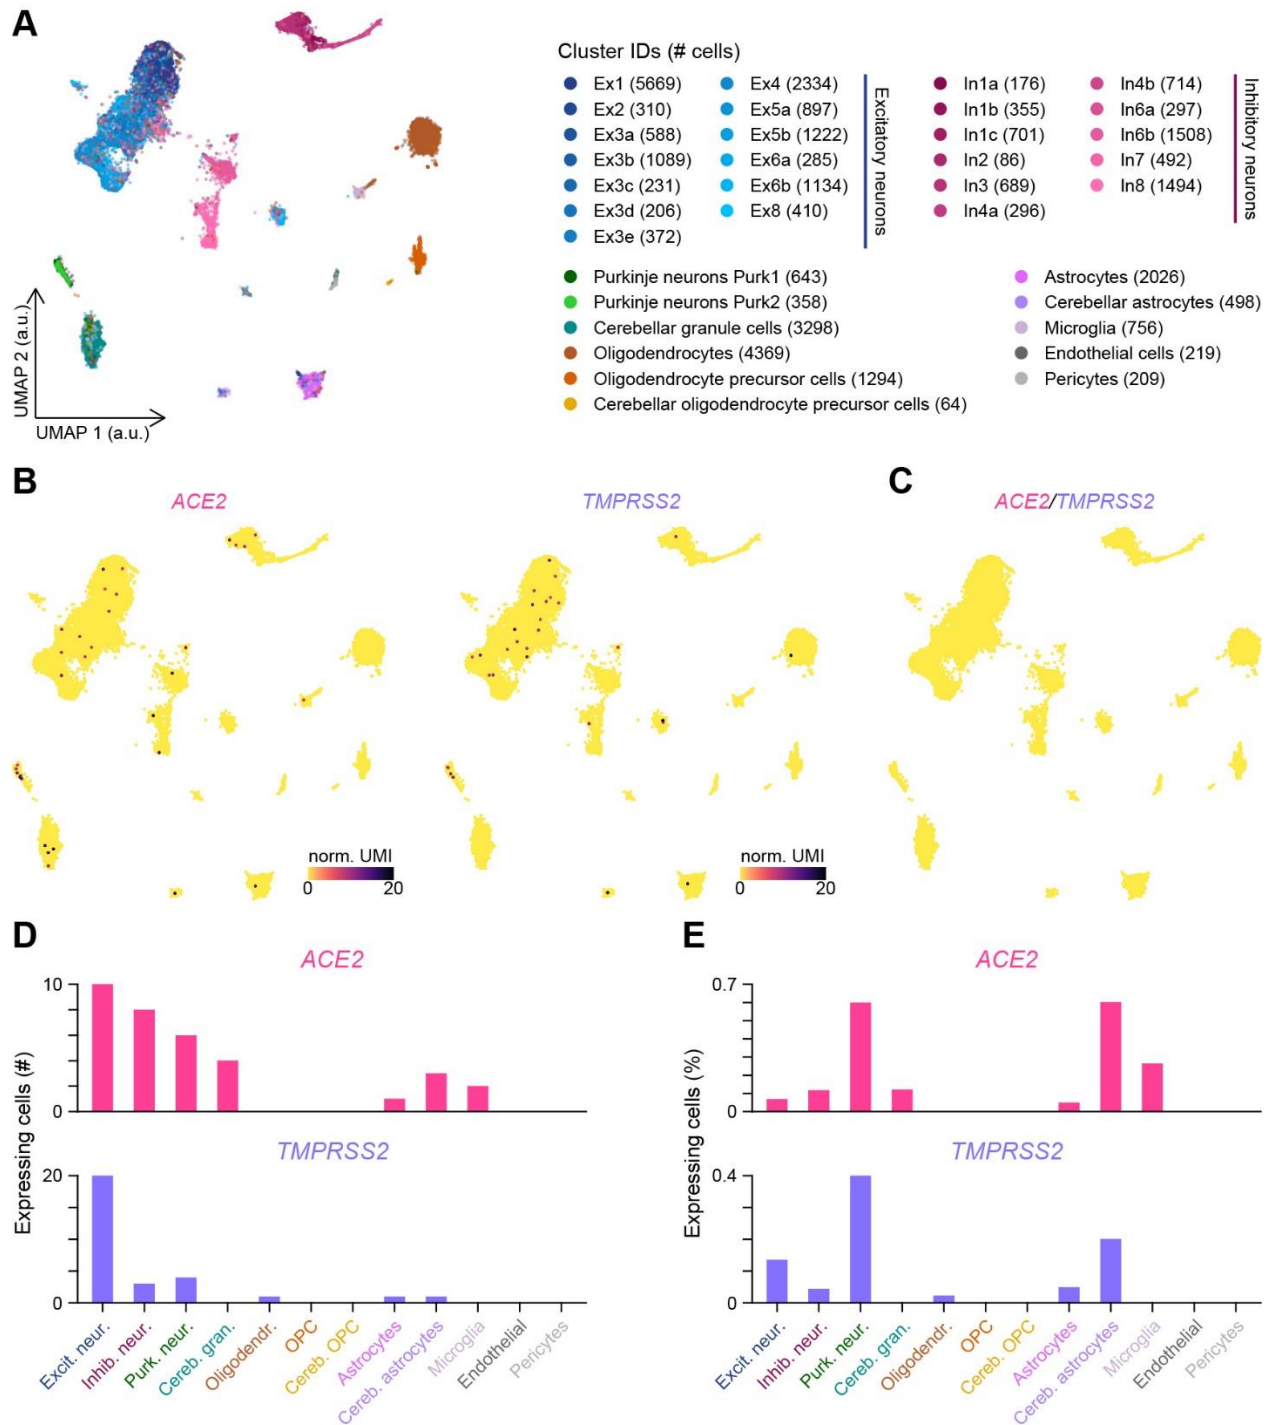 A
Cluster IDs (# cells)
Ex1 (5669)
Ex2 (310)
Ex3a (588)
Ex3b (1089)
Ex3c (231)
Ex3d (206)
Ex3e (372)
Ex4 (2334)
Ex5a (897)
Ex5b (1222)
Ex6a (285)
Ex6b (1134)
Ex8 (410)
Excitatory neurons
In1a (176)
In1b (355)
In1c (701)
In2 (86)
In3 (689)
In4a (296)
In4b (714)
In6a (297)
In6b (1508)
In7 (492)
In8 (1494)
Inhibitory neurons
Purkinje neurons Purk1 (643)
Purkinje neurons Purk2 (358)
Cerebellar granule cells (3298)
Oligodendrocytes (4369)
Oligodendrocyte precursor cells (1294)
Cerebellar oligodendrocyte precursor cells (64)
Astrocytes (2026)
Cerebellar astrocytes (498)
Microglia (756)
Endothelial cells (219)
Pericytes (209)
UMAP 2 (a.u.)
UMAP 1 (a.u.)
B
ACE2
TMPRSS2
norm. UMI
0 20
norm. UMI
0 20
C
ACE2/TMPRSS2
D
ACE2
10
0
Expressing cells (#)
TMPRSS2
20
0
Excit. neur.
Inhib. neur.
Purk. neur.
Cereb. gran.
Oligodendr.
OPC
Cereb. OPC
Astrocytes
Cereb. astrocytes
Microglia
Endothelial
Pericytes
E
ACE2
0.7
0
Expressing cells (%)
TMPRSS2
0.4
0
Excit. neur.
Inhib. neur.
Purk. neur.
Cereb. gran.
Oligodendr.
OPC
Cereb. OPC
Astrocytes
Cereb. astrocytes
Microglia
Endothelial
Pericytes